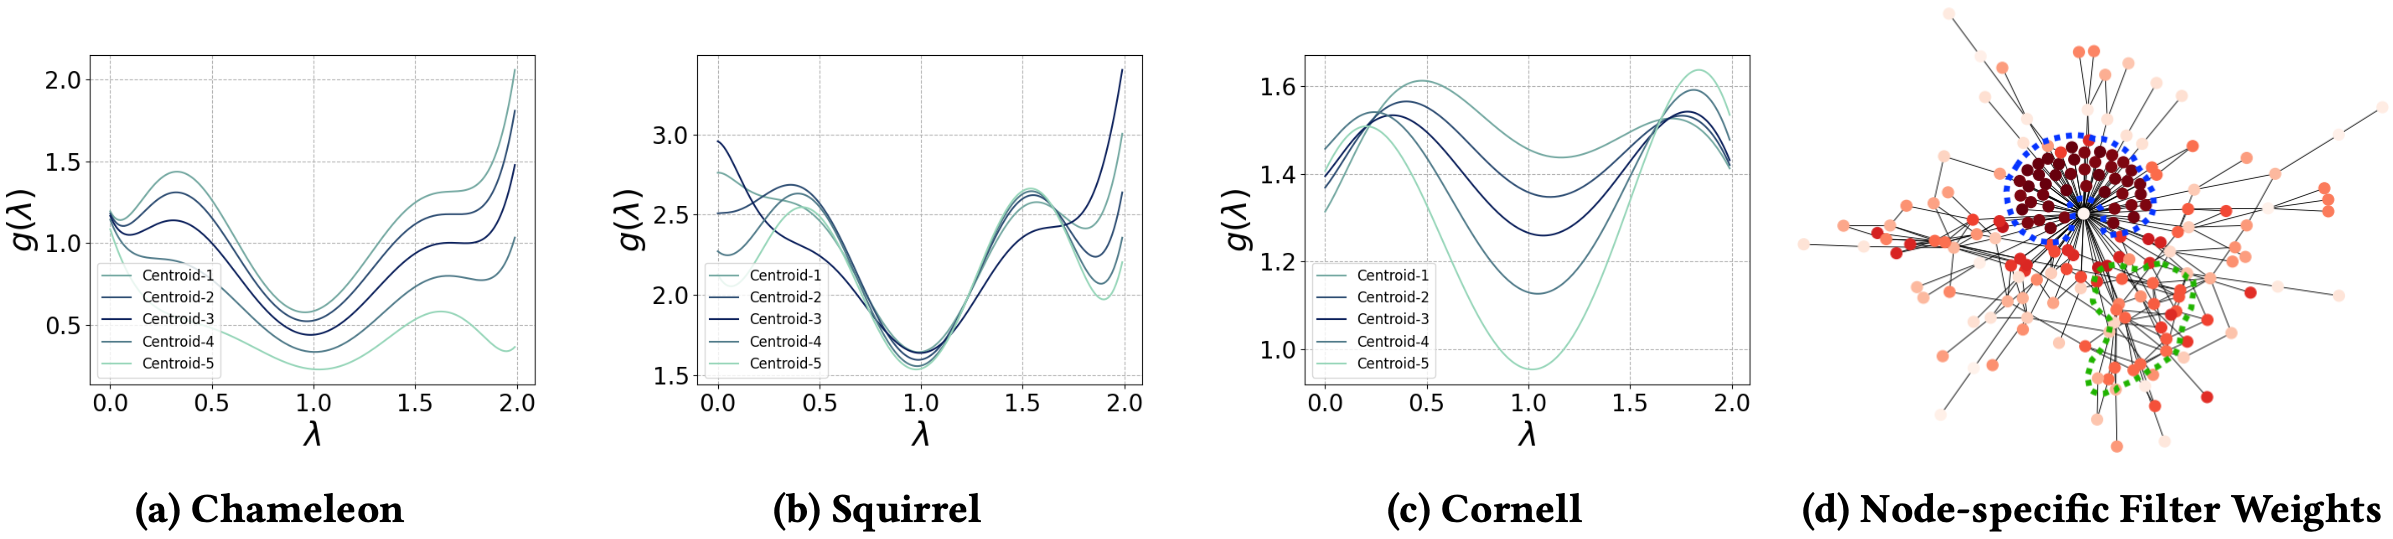 2.0
1.5
1.0
0.5
g(λ)
Centroid-1
Centroid-2
Centroid-3
Centroid-4
Centroid-5
0.0 0.5 1.0 1.5 2.0
λ
(a) Chameleon
3.0
2.5
2.0
1.5
g(λ)
Centroid-1
Centroid-2
Centroid-3
Centroid-4
Centroid-5
0.0 0.5 1.0 1.5 2.0
λ
(b) Squirrel
1.6
1.4
1.2
1.0
g(λ)
Centroid-1
Centroid-2
Centroid-3
Centroid-4
Centroid-5
0.0 0.5 1.0 1.5 2.0
λ
(c) Cornell
(d) Node-specific Filter Weights